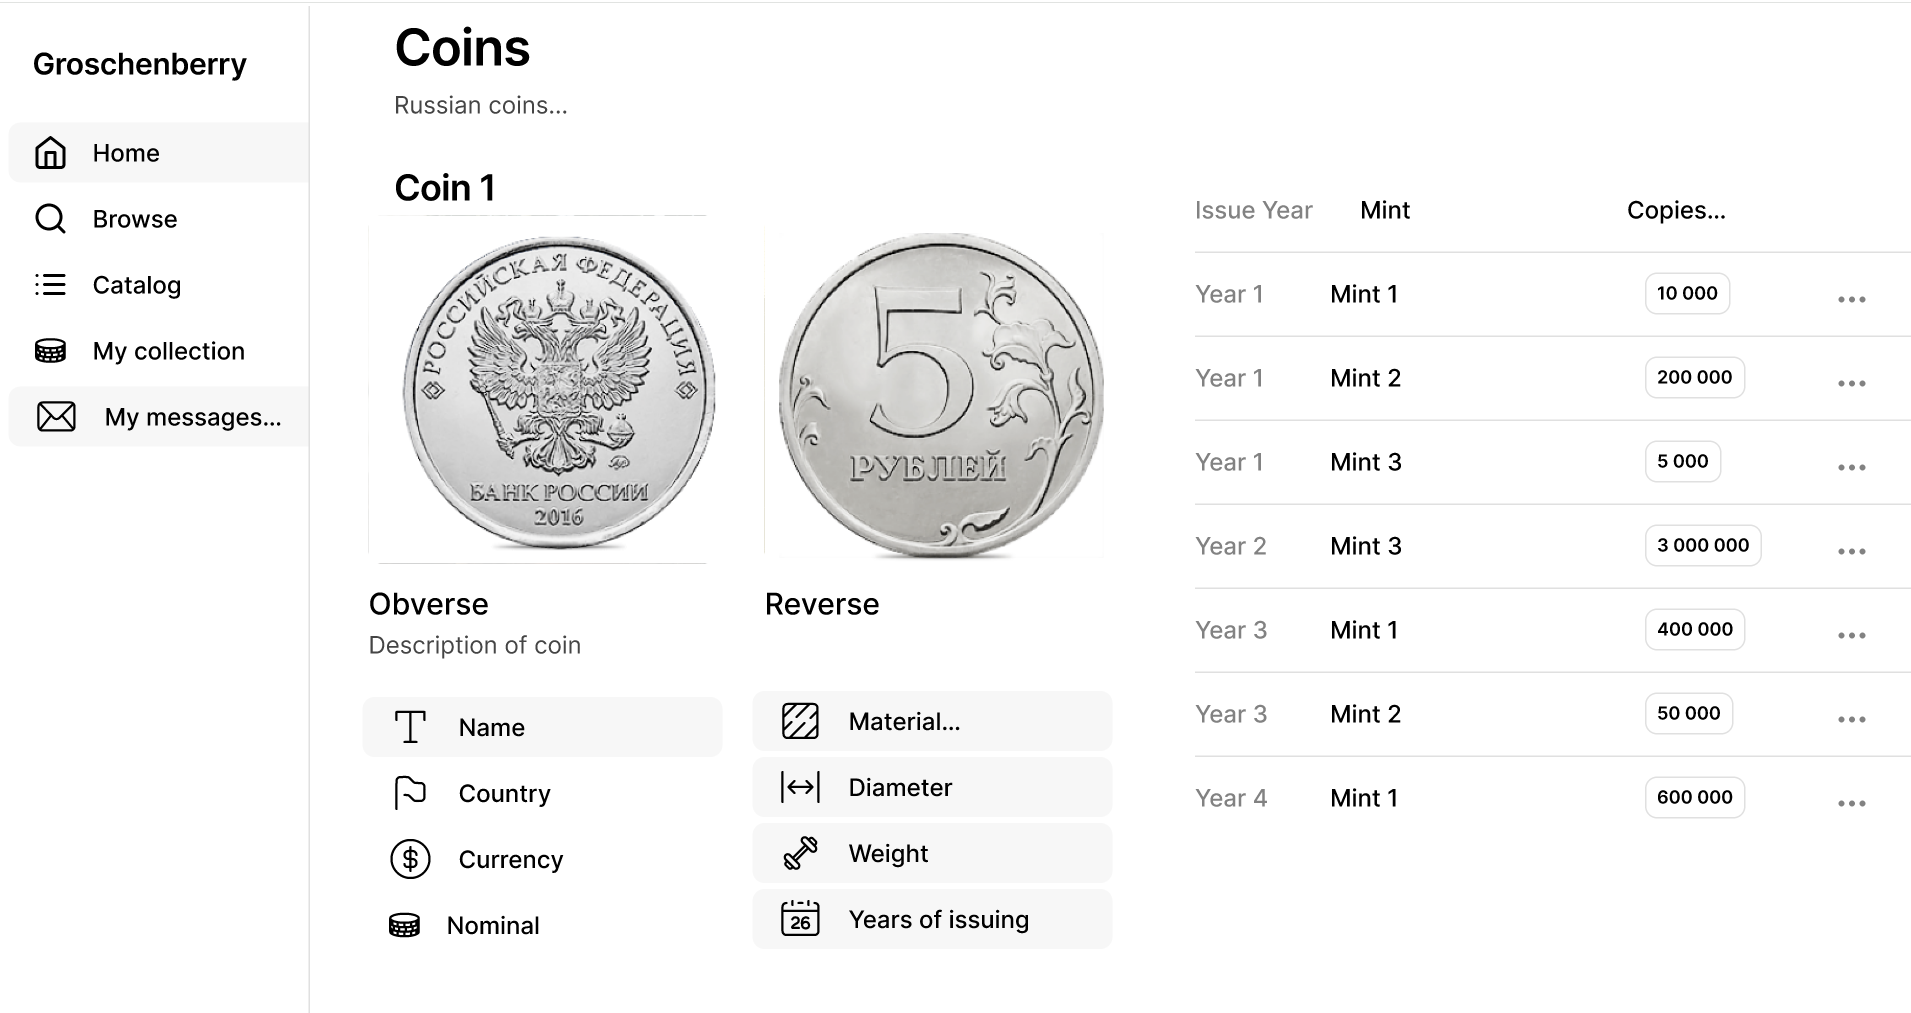 Groschenberry
Home
Browse
Catalog
My collection
My messages...
Coins
Russian coins...
Coin 1
РОССИЙСКАЯ ФЕДЕРАЦИЯ
БАНК РОССИИ
2016
5
РУБЛЕЙ
Obverse
Description of coin
Reverse
Name
Country
Currency
Nominal
Material...
Diameter
Weight
26
Years of issuing
Issue Year Mint Copies...
Year 1 Mint 1 10 000 ...
Year 1 Mint 2 200 000 ...
Year 1 Mint 3 5 000 ...
Year 2 Mint 3 3 000 000 ...
Year 3 Mint 1 400 000 ...
Year 3 Mint 2 50 000 ...
Year 4 Mint 1 600 000 ...